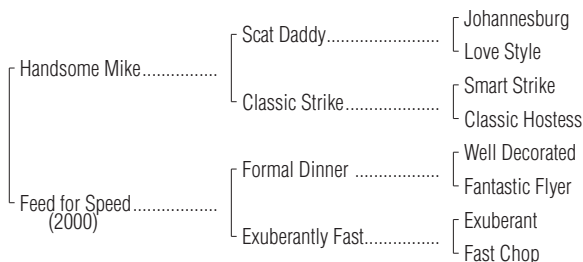 Johannesburg
Scat Daddy......................
Love Style
Handsome Mike...............
Smart Strike
Classic Strike...................
Classic Hostess
Well Decorated
Formal Dinner .................
Fantastic Flyer
Feed for Speed.................
(2000)
Exuberant
Exuberantly Fast...............
Fast Chop